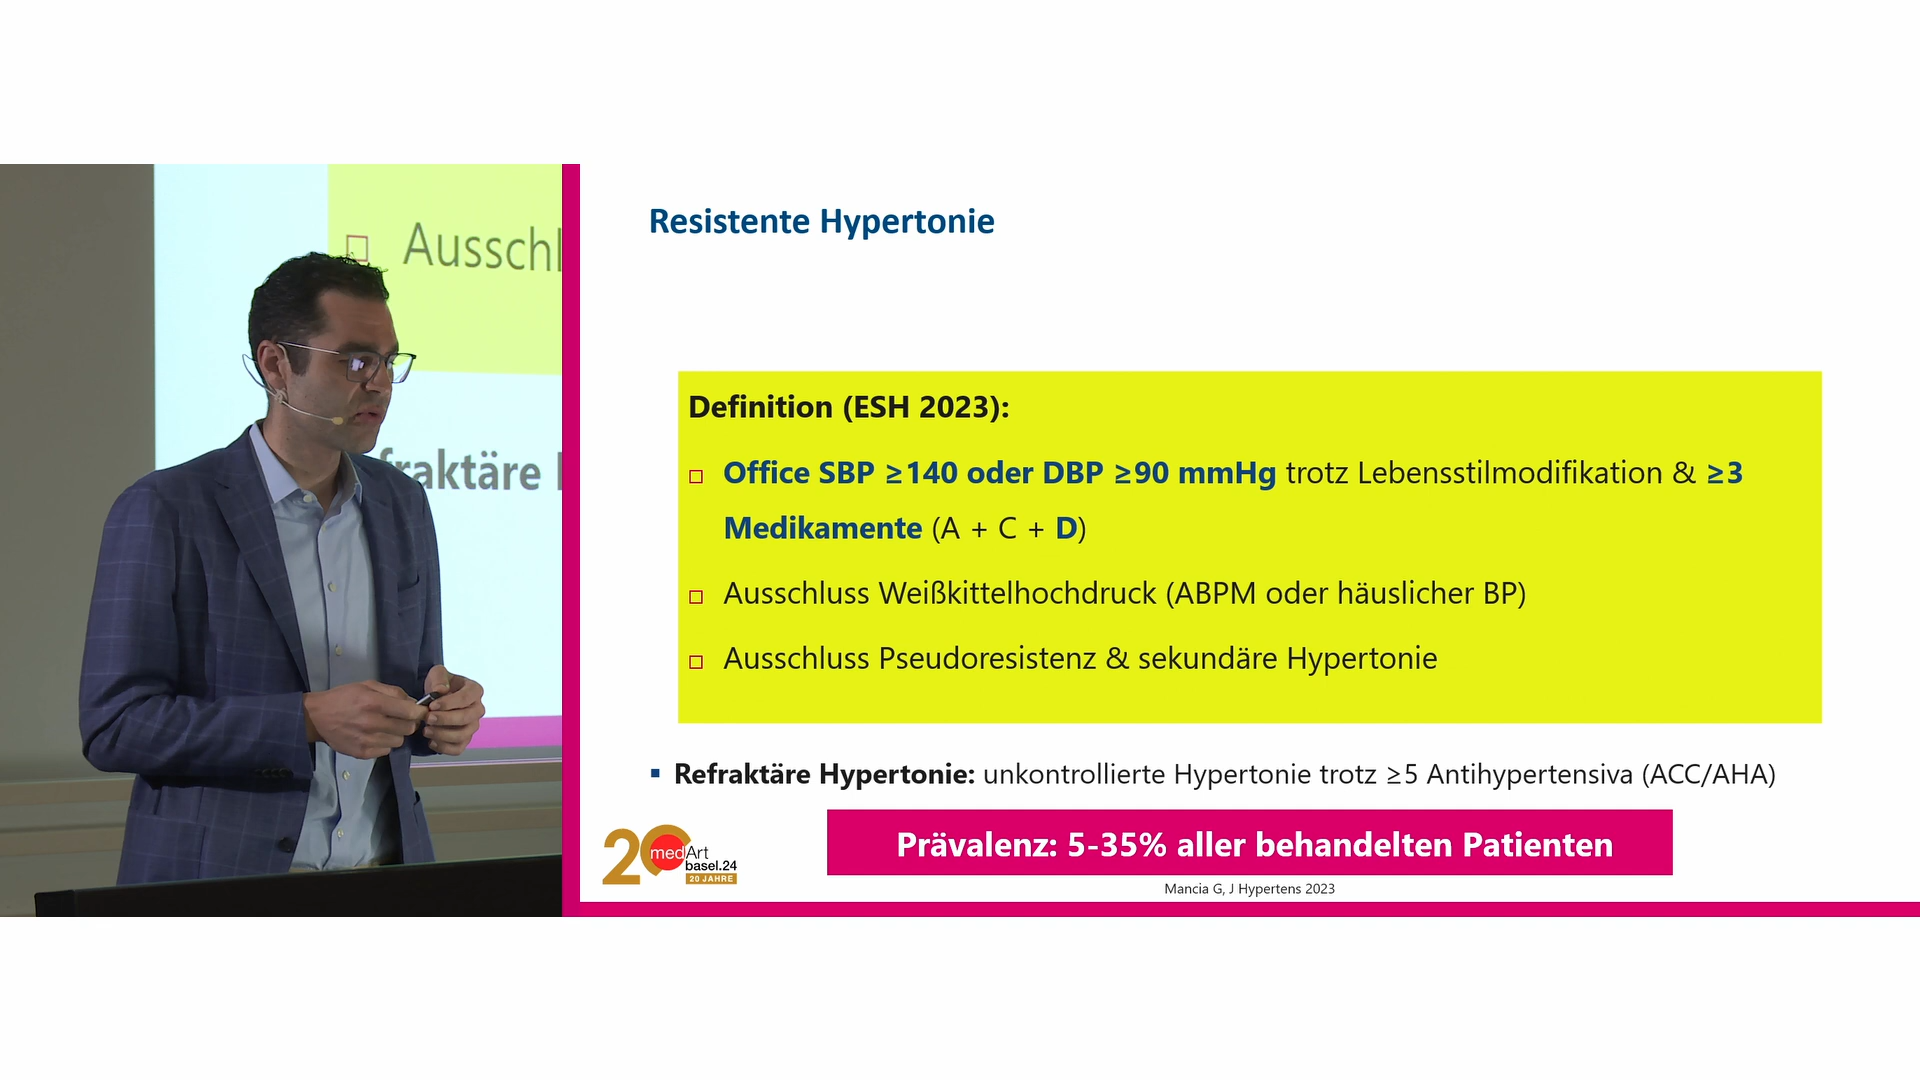 Ausschl
fraktäre
Resistente Hypertonie
Definition (ESH 2023):
Office SBP ≥140 oder DBP ≥90 mmHg trotz Lebensstilmodifikation & ≥3
Medikamente (A + C + D)
Ausschluss Weißkittelhochdruck (ABPM oder häuslicher BP)
Ausschluss Pseudoresistenz & sekundäre Hypertonie
Refraktäre Hypertonie: unkontrollierte Hypertonie trotz ≥5 Antihypertensiva (ACC/AHA)
Prävalenz: 5-35% aller behandelten Patienten
Mancia G, J Hypertens 2023
20 medArt
basel.24
20 JAHRE